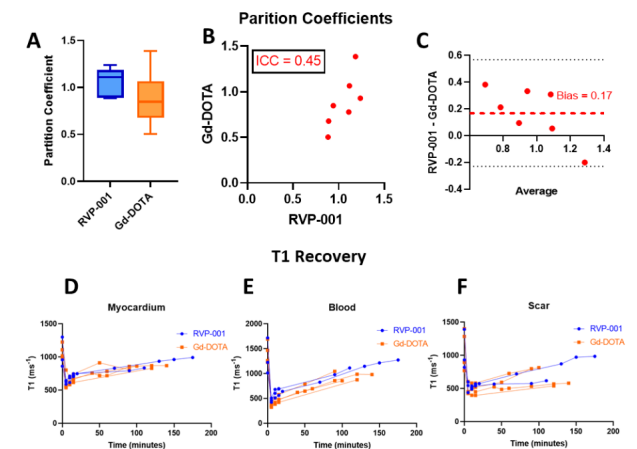 Parition Coefficients
A
Partition Coefficient
1.5
1.0
0.5
0.0
RVP-001
Gd-DOTA
B
Gd-DOTA
1.5
1.0
0.5
0.0
ICC = 0.45
0.0 0.5 1.0 1.5
RVP-001
C
RVP-001 - Gd-DOTA
0.6
0.4
0.2
0.0
-0.2
-0.4
Bias = 0.17
0.8 1.0 1.2 1.4
Average
T1 Recovery
D
Myocardium
T1 (ms⁻¹)
1500
1000
500
0
RVP-001
Gd-DOTA
0 50 100 150 200
Time (minutes)
E
Blood
T1 (ms⁻¹)
2000
1500
1000
500
0
RVP-001
Gd-DOTA
0 50 100 150 200
Time (minutes)
F
Scar
T1 (ms⁻¹)
1500
1000
500
0
RVP-001
Gd-DOTA
0 50 100 150 200
Time (minutes)